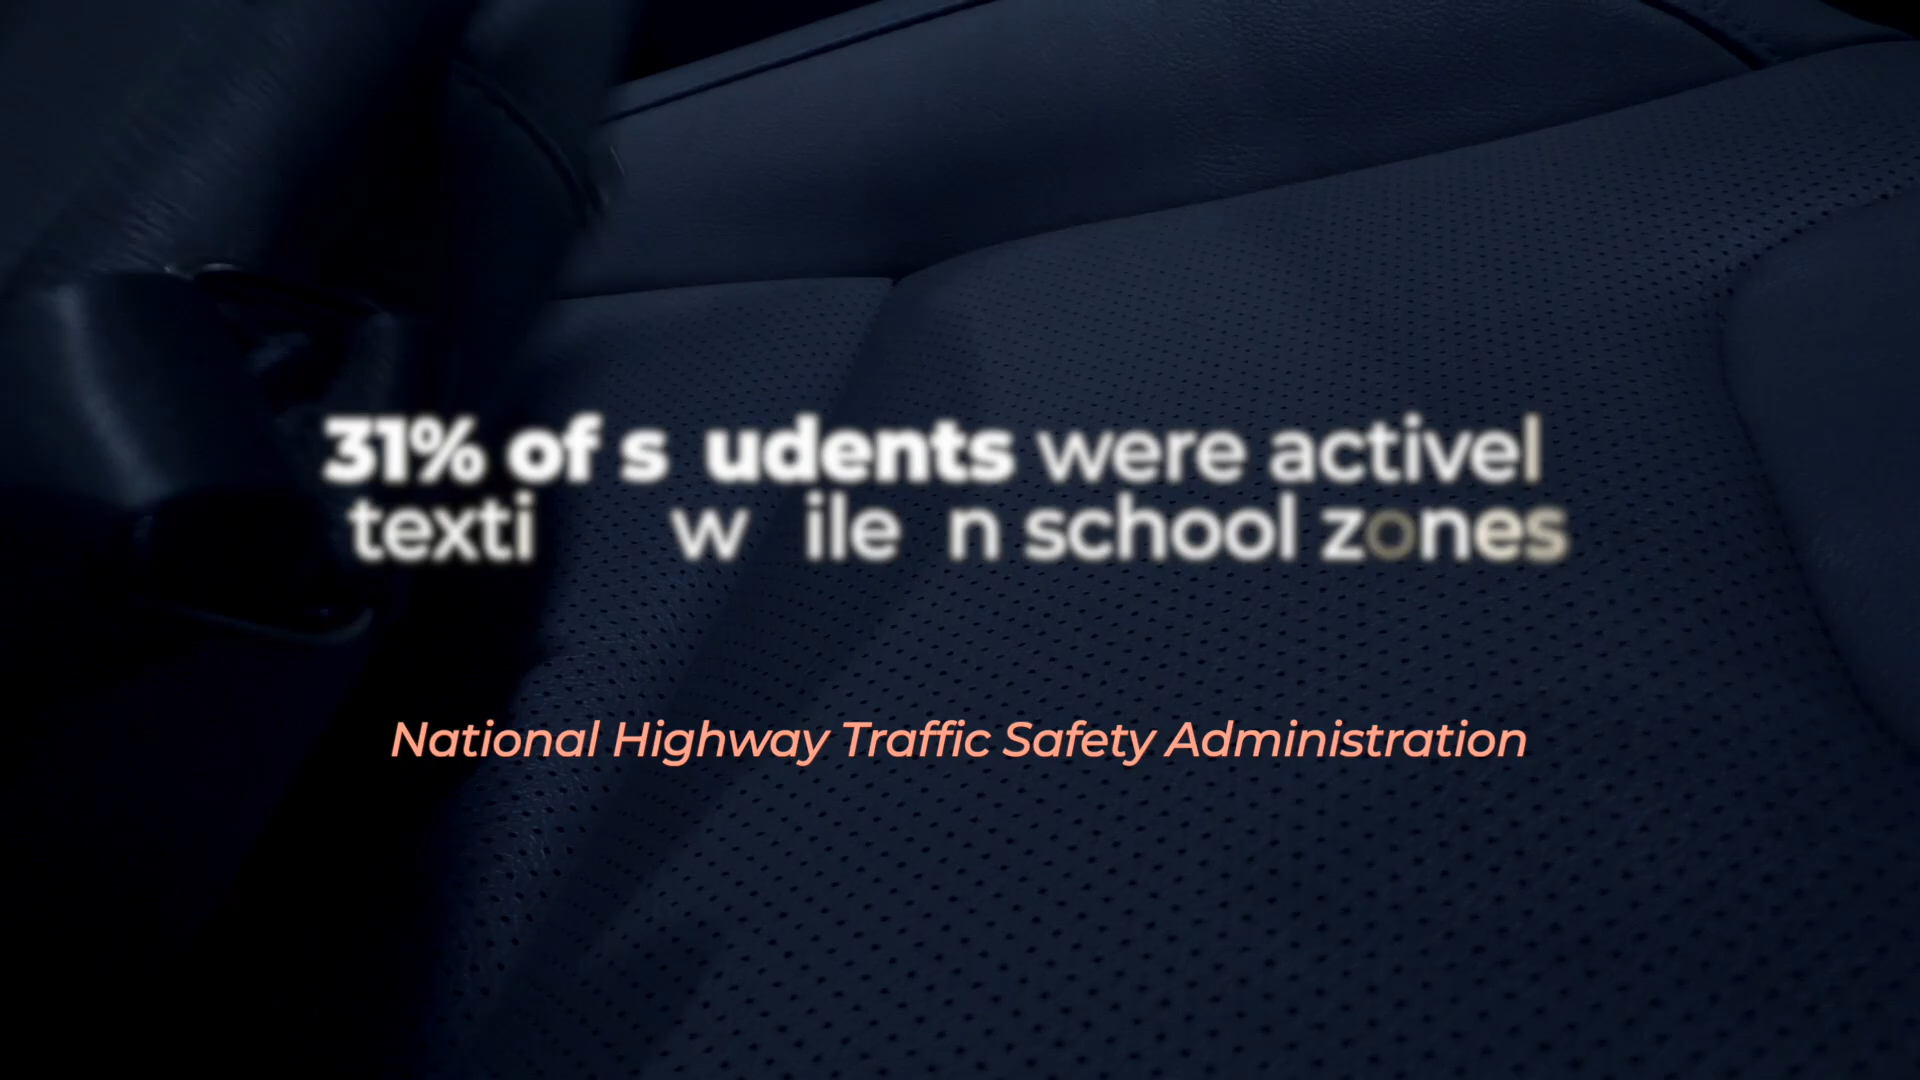 31% of s udents were activel
texti w ile n school zones
National Highway Traffic Safety Administration